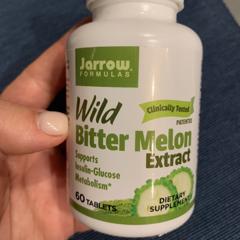 Jarrow
FORMULAS
Clinically Tested
PATENTED
Wild
Bitter Melon
Extract
Supports
Insulin-Glucose
Metabolism*
60 TABLETS
DIETARY
SUPPLEMENT